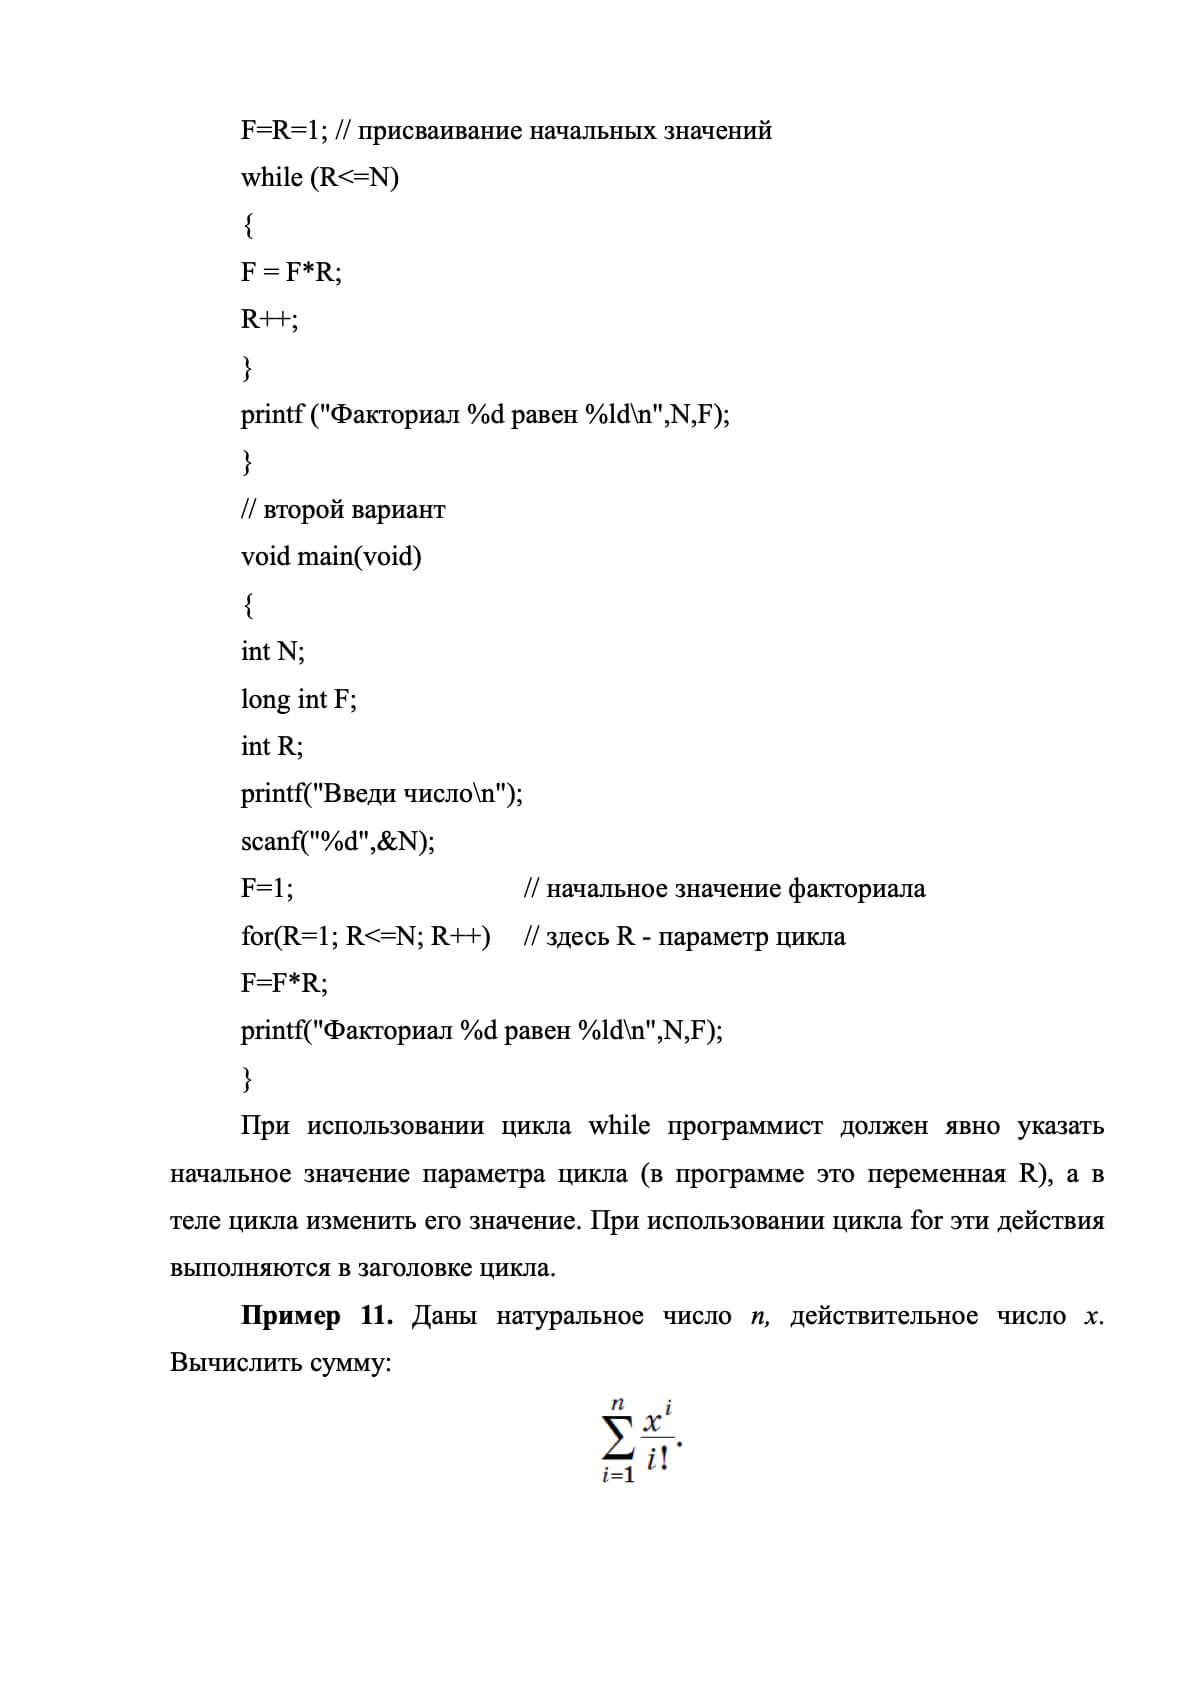 F=R=1; // присваивание начальных значений
while (R<=N)
{
F = F*R;
R++;
}
printf ("Факториал %d равен %ld\n",N,F);
}
// второй вариант
void main(void)
{
int N;
long int F;
int R;
printf("Введи число\n");
scanf("%d",&N);
F=1; // начальное значение факториала
for(R=1; R<=N; R++) // здесь R - параметр цикла
F=F*R;
printf("Факториал %d равен %ld\n",N,F);
}
При использовании цикла while программист должен явно указать
начальное значение параметра цикла (в программе это переменная R), а в
теле цикла изменить его значение. При использовании цикла for эти действия
выполняются в заголовке цикла.
Пример 11. Даны натуральное число n, действительное число x.
Вычислить сумму:
n
∑ x^i / i!.
i=1